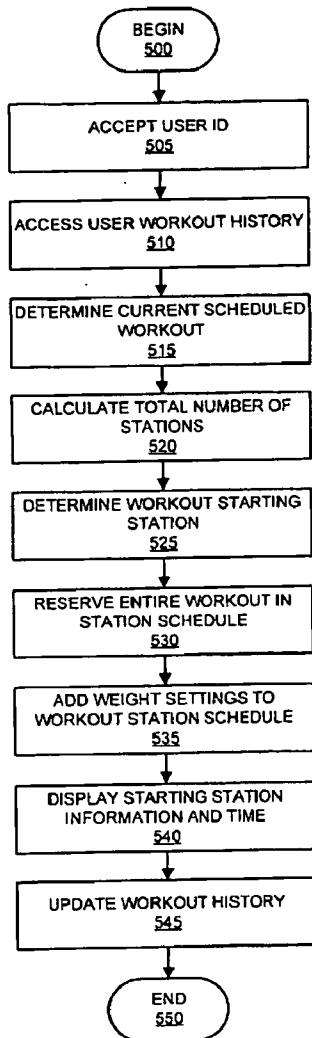 BEGIN
500
ACCEPT USER ID
505
ACCESS USER WORKOUT HISTORY
510
DETERMINE CURRENT SCHEDULED
WORKOUT
515
CALCULATE TOTAL NUMBER OF
STATIONS
520
DETERMINE WORKOUT STARTING
STATION
525
RESERVE ENTIRE WORKOUT IN
STATION SCHEDULE
530
ADD WEIGHT SETTINGS TO
WORKOUT STATION SCHEDULE
535
DISPLAY STARTING STATION
INFORMATION AND TIME
540
UPDATE WORKOUT HISTORY
545
END
550